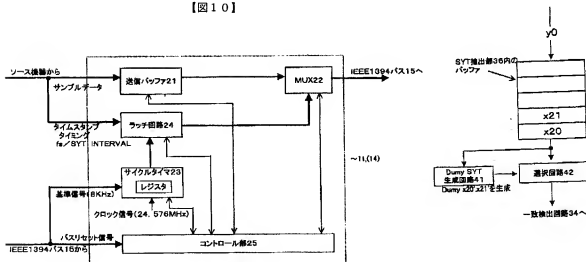 【図10】
ソース機器から
サンプルデータ
送信バッファ21
MUX22
IEEE1394バス15へ
タイムスタンプ
タイミング
fs/SYT INTERVAL
ラッチ回路24
サイクルタイマ23
レジスタ
基準信号(8KHz)
クロック信号(24.576MHz)
バスリセット信号
IEEE1394バス16から
コントロール部25
~11,(14)
y0
SYT抽出部36内の
バッファ
x21
x20
Dumy SYT
生成回路41
選択回路42
Dumy x20'x21'を生成
一致検出回路34へ